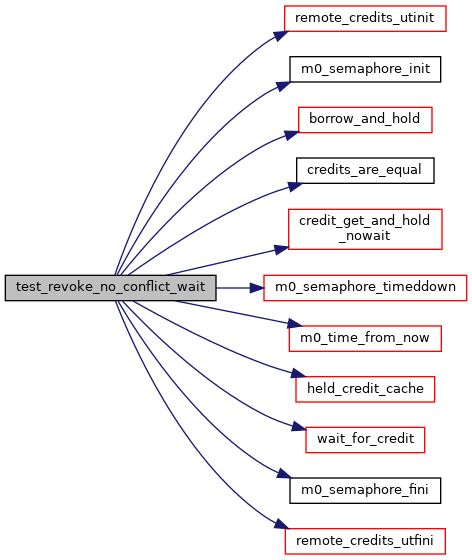 remote_credits_utinit
m0_semaphore_init
borrow_and_hold
credits_are_equal
credit_get_and_hold
_nowait
test_revoke_no_conflict_wait
m0_semaphore_timeddown
m0_time_from_now
held_credit_cache
wait_for_credit
m0_semaphore_fini
remote_credits_utfini